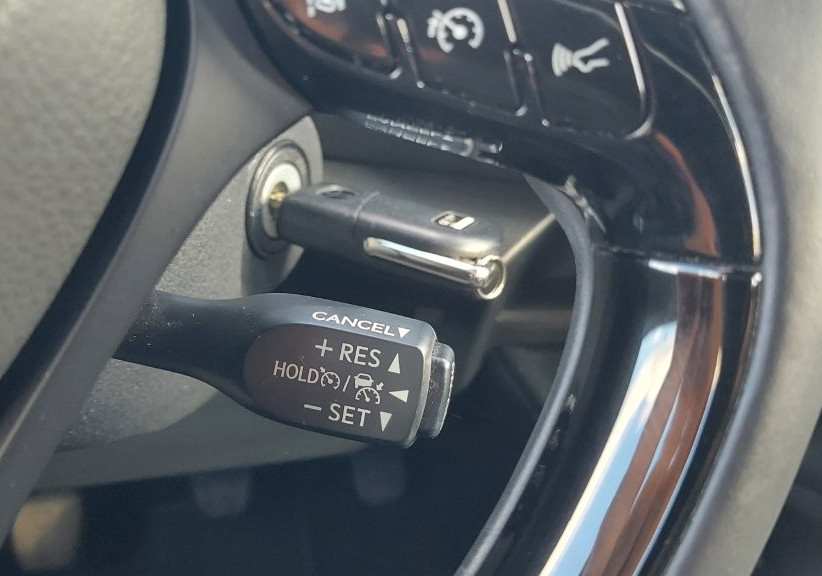 CANCEL▼
+ RES ▲
HOLD / ◀
− SET ▼